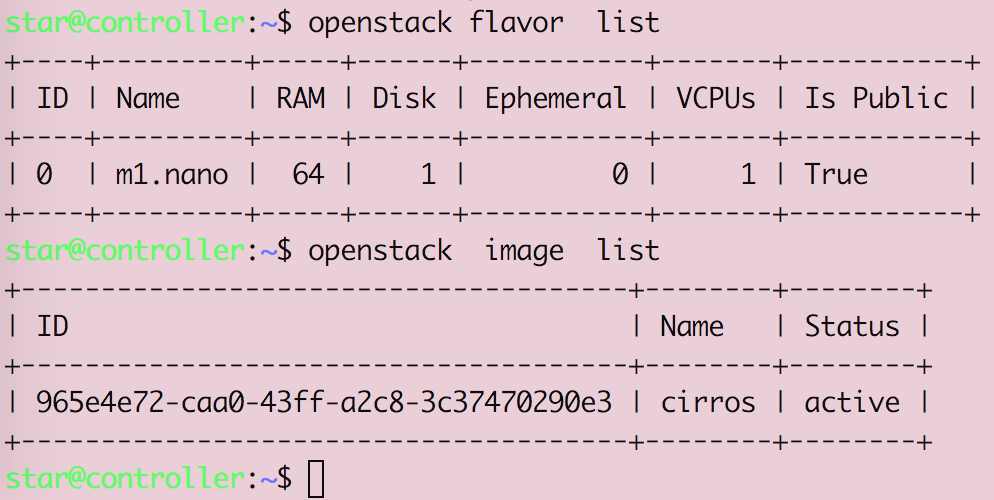 star@controller:~$ openstack flavor  list
+----+---------+-----+------+-----------+-------+-----------+
| ID | Name    | RAM | Disk | Ephemeral | VCPUs | Is Public |
+----+---------+-----+------+-----------+-------+-----------+
| 0  | m1.nano |  64 |    1 |         0 |     1 | True      |
+----+---------+-----+------+-----------+-------+-----------+
star@controller:~$ openstack  image  list
+--------------------------------------+--------+--------+
| ID                                   | Name   | Status |
+--------------------------------------+--------+--------+
| 965e4e72-caa0-43ff-a2c8-3c37470290e3 | cirros | active |
+--------------------------------------+--------+--------+
star@controller:~$